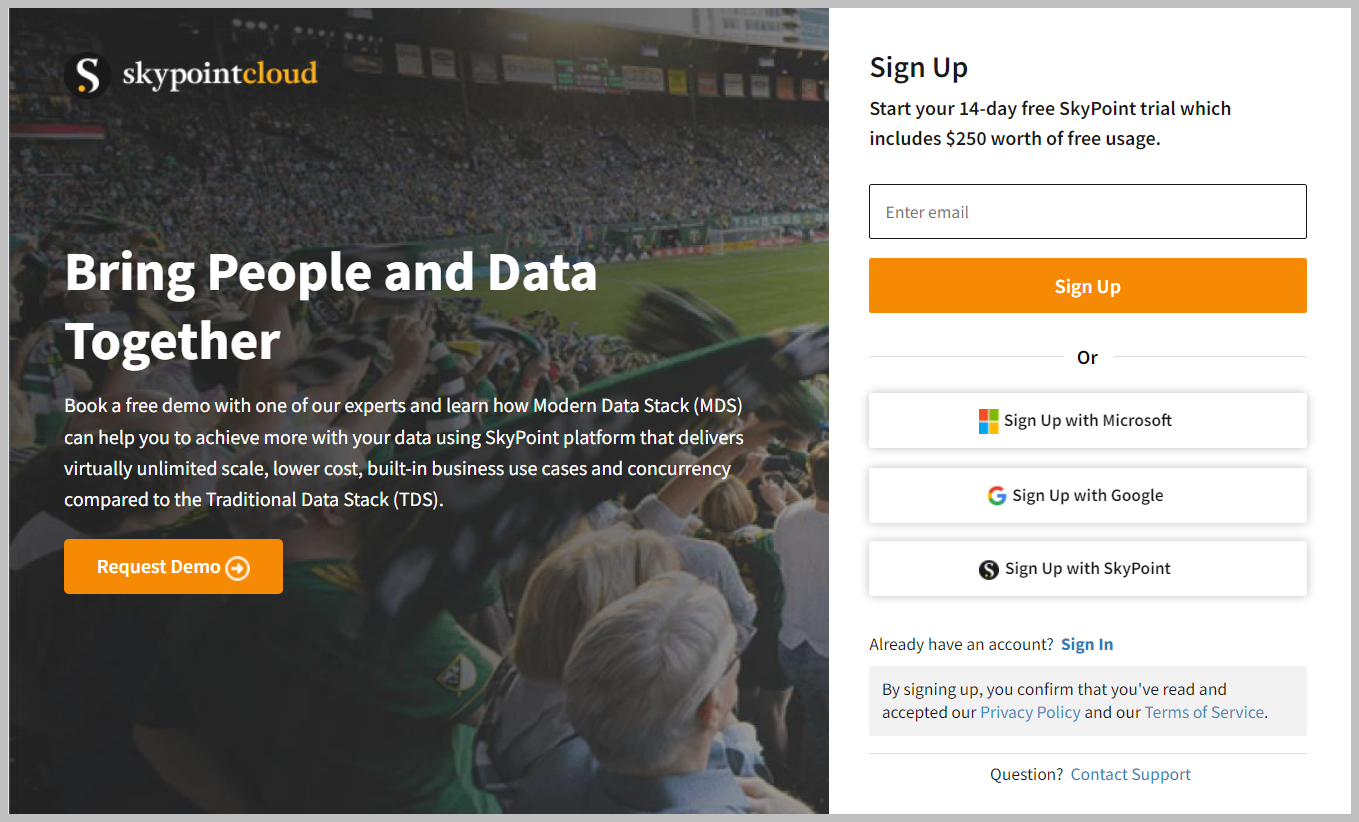 skypointcloud
Bring People and Data
Together
Book a free demo with one of our experts and learn how Modern Data Stack (MDS)
can help you to achieve more with your data using SkyPoint platform that delivers
virtually unlimited scale, lower cost, built-in business use cases and concurrency
compared to the Traditional Data Stack (TDS).
Request Demo
Sign Up
Start your 14-day free SkyPoint trial which
includes $250 worth of free usage.
Enter email
Sign Up
Or
Sign Up with Microsoft
Sign Up with Google
Sign Up with SkyPoint
Already have an account? Sign In
By signing up, you confirm that you've read and
accepted our Privacy Policy and our Terms of Service.
Question? Contact Support